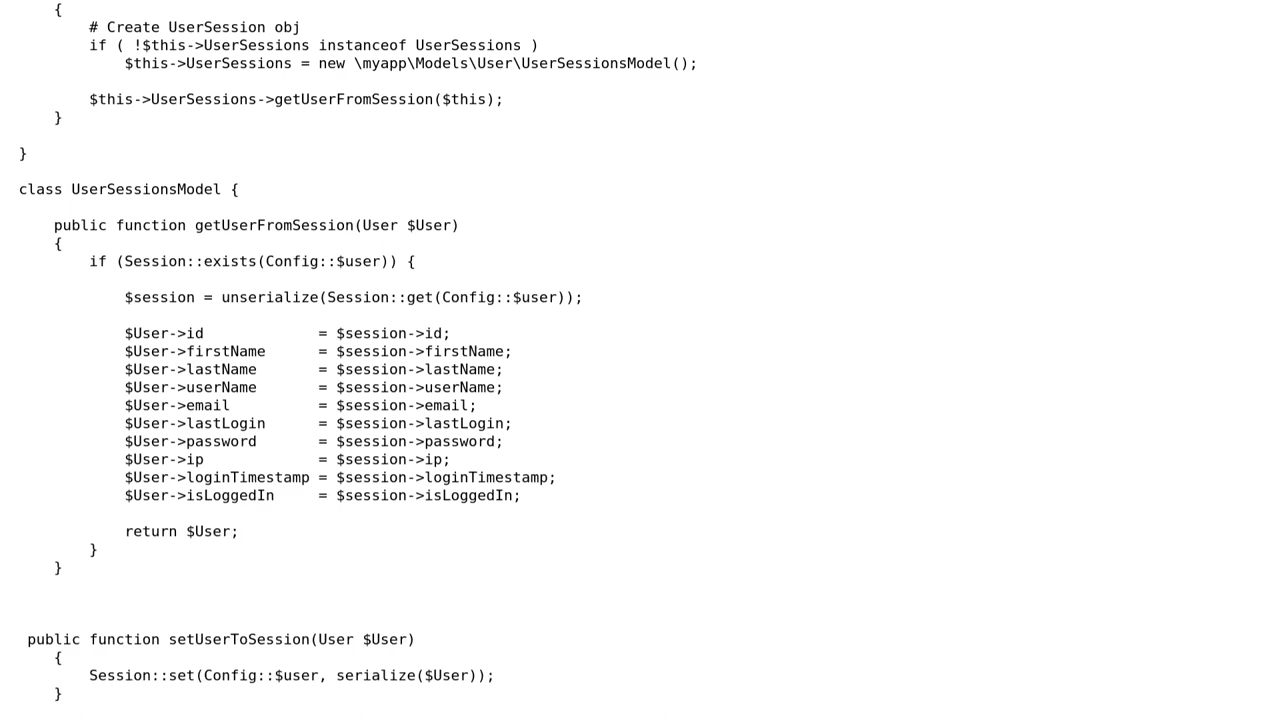 {
# Create UserSession obj
if ( !$this->UserSessions instanceof UserSessions )
$this->UserSessions = new \myapp\Models\User\UserSessionsModel();
$this->UserSessions->getUserFromSession($this);
}
}
class UserSessionsModel {
public function getUserFromSession(User $User)
{
if (Session::exists(Config::$user)) {
$session = unserialize(Session::get(Config::$user));
$User->id             = $session->id;
$User->firstName      = $session->firstName;
$User->lastName       = $session->lastName;
$User->userName       = $session->userName;
$User->email          = $session->email;
$User->lastLogin      = $session->lastLogin;
$User->password       = $session->password;
$User->ip             = $session->ip;
$User->loginTimestamp = $session->loginTimestamp;
$User->isLoggedIn     = $session->isLoggedIn;
return $User;
}
}
public function setUserToSession(User $User)
{
Session::set(Config::$user, serialize($User));
}